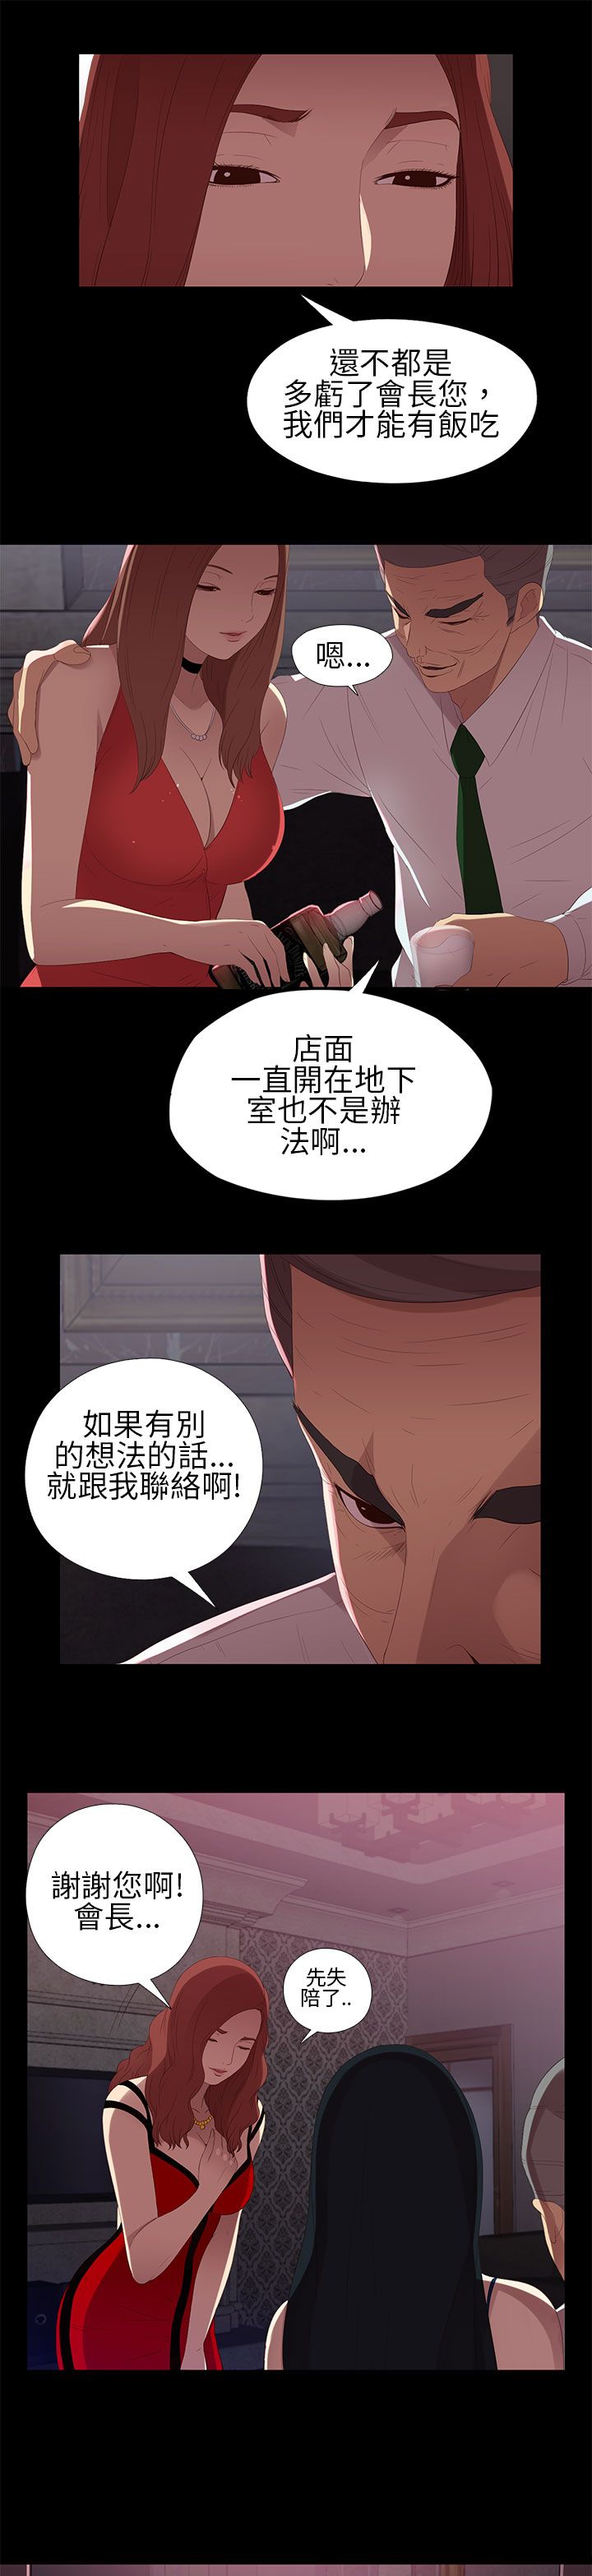 還不都是
多虧了會長您，
我們才能有飯吃
嗯...
店面
一直開在地下
室也不是辦
法啊...
如果有別
的想法的話...
就跟我聯絡啊!
謝謝您啊!
會長...
先失
陪了..